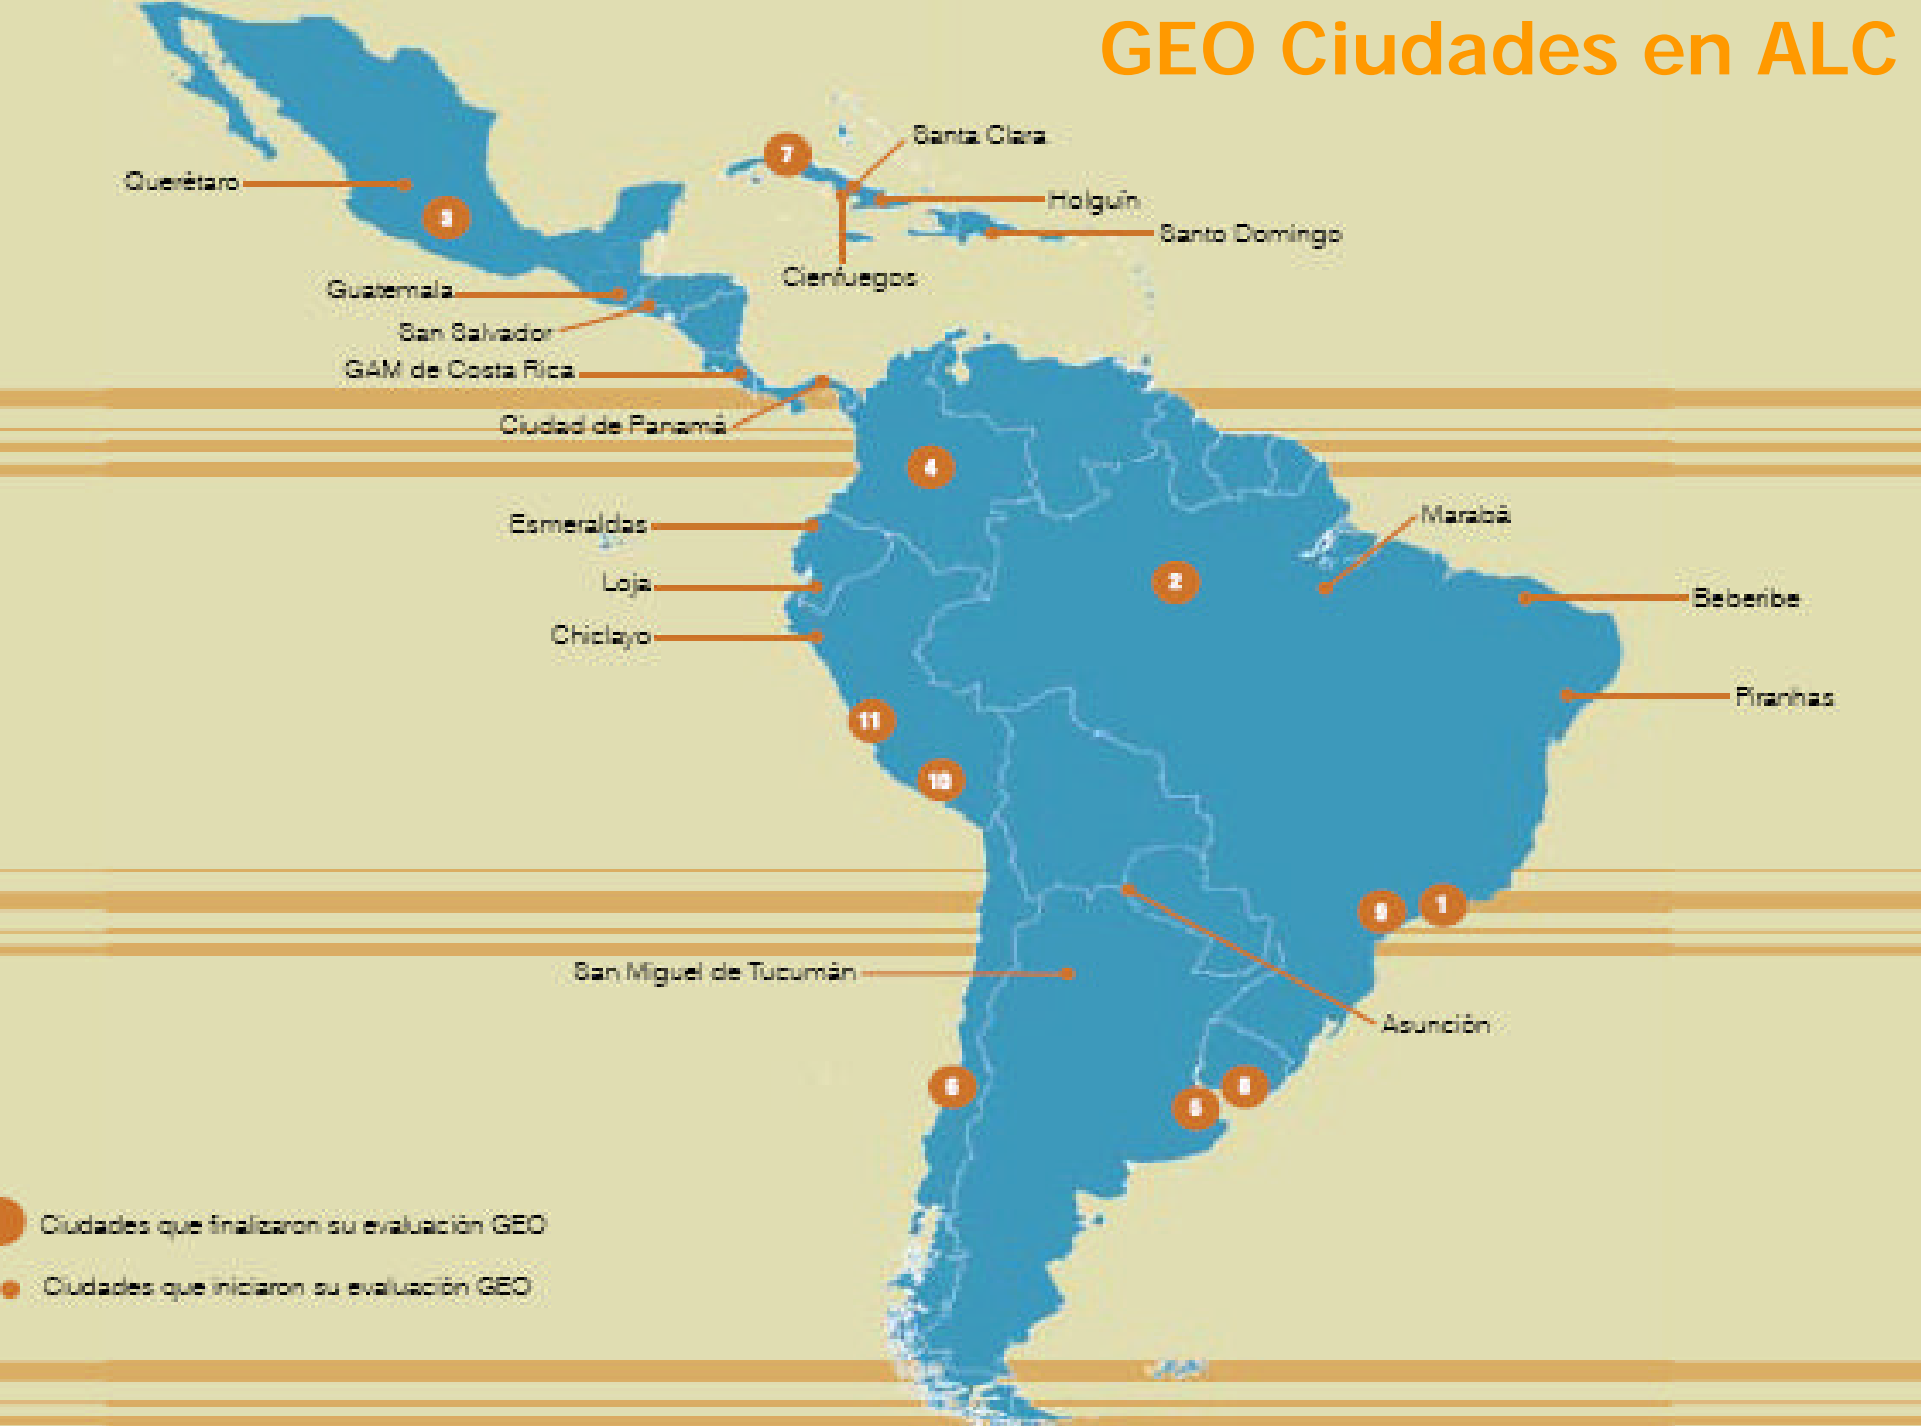 GEO Ciudades en ALC
7
Santa Clara
Querétaro
Holguín
3
Santo Domingo
Cienfuegos
Guatemala
San Salvador
GAM de Costa Rica
Ciudad de Panamá
4
Esmeraldas
Marabá
Loja
2
Beberibe
Chiclayo
Piranhas
11
10
1
San Miguel de Tucumán
Asunción
Ciudades que finalizaron su evaluación GEO
Ciudades que iniciaron su evaluación GEO